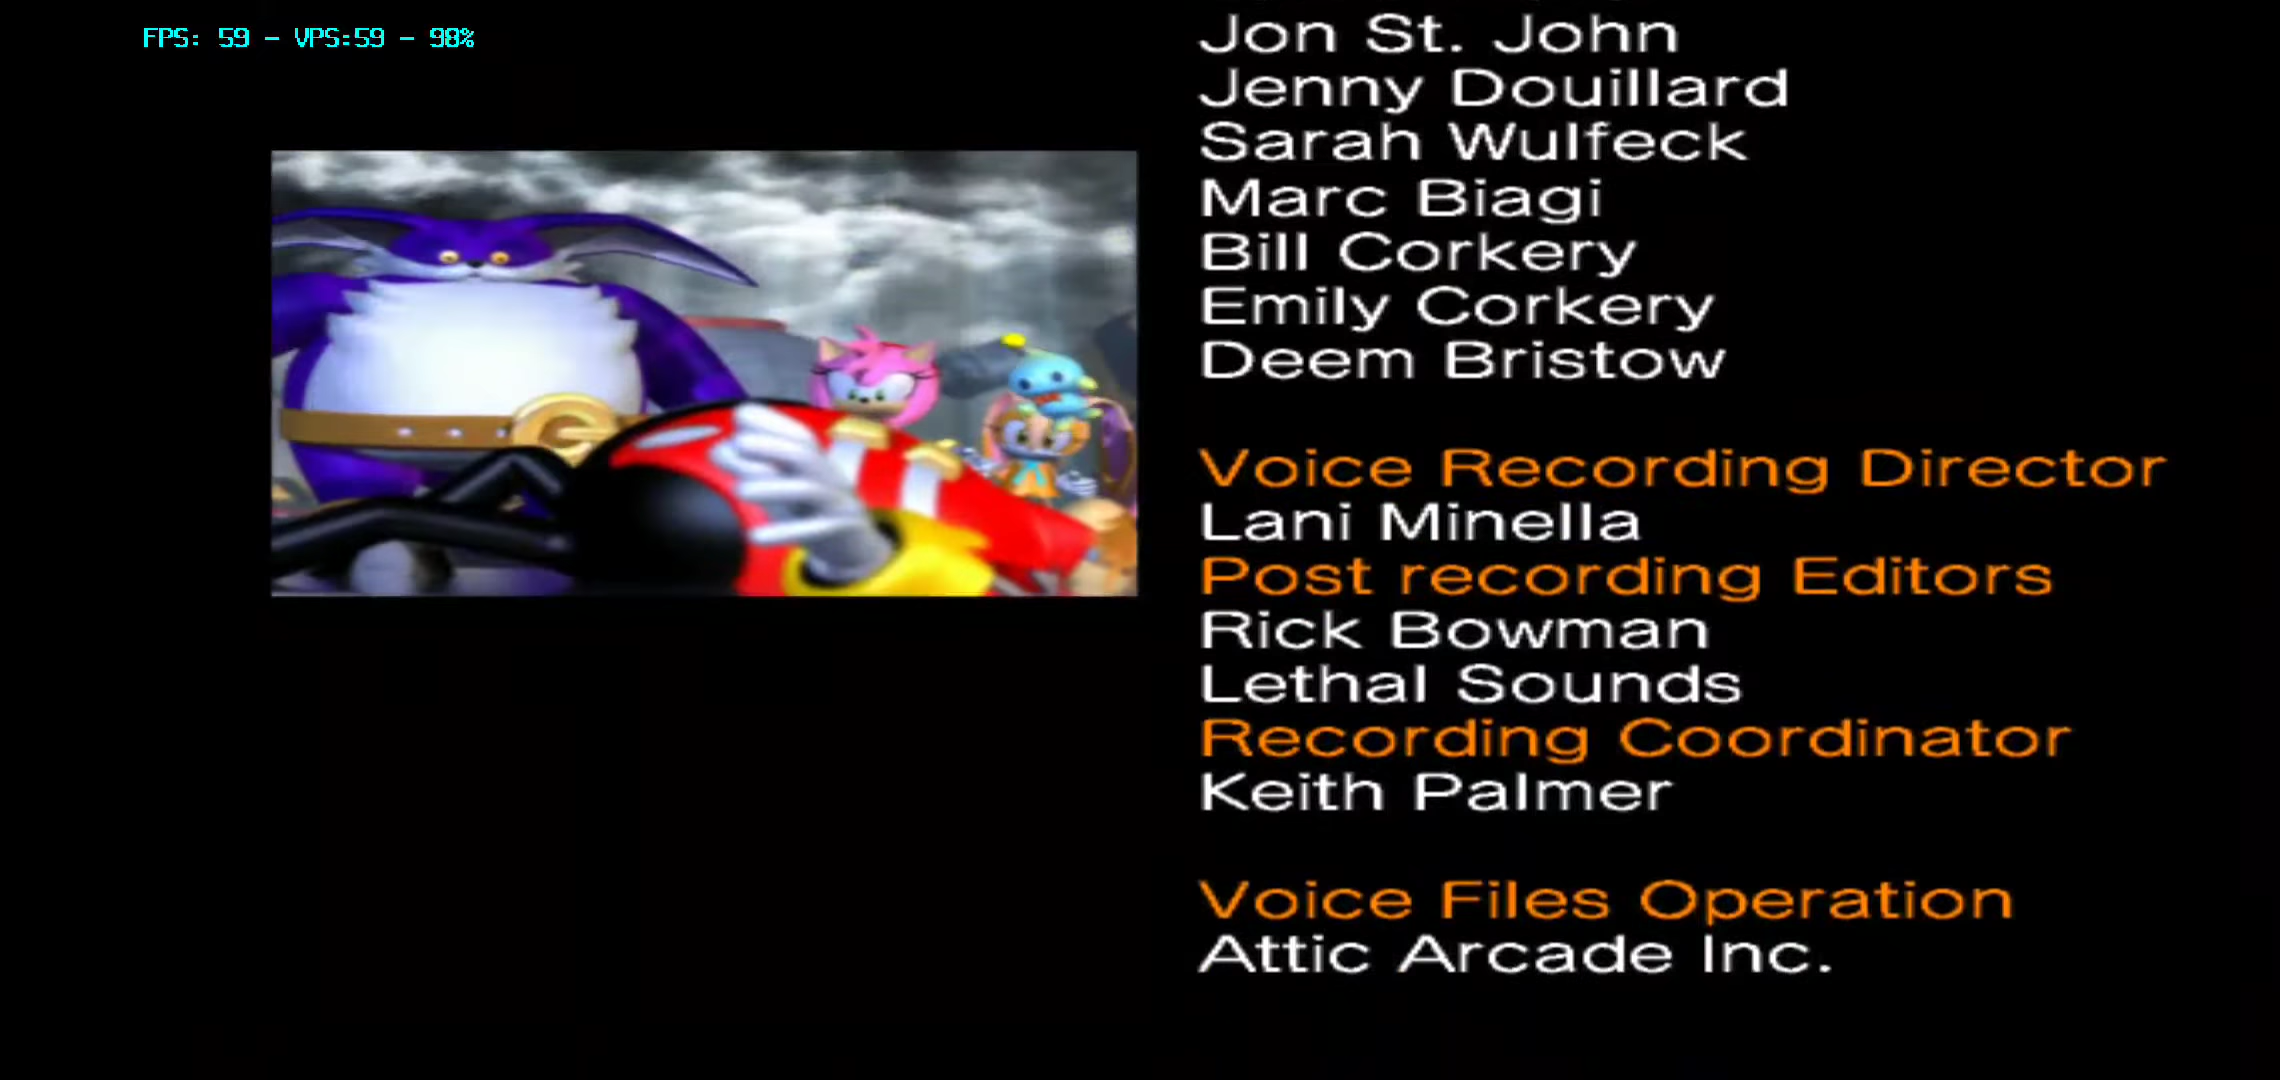 FPS: 59 - VPS:59 - 98%
Jon St. John
Jenny Douillard
Sarah Wulfeck
Marc Biagi
Bill Corkery
Emily Corkery
Deem Bristow
Voice Recording Director
Lani Minella
Post recording Editors
Rick Bowman
Lethal Sounds
Recording Coordinator
Keith Palmer
Voice Files Operation
Attic Arcade Inc.